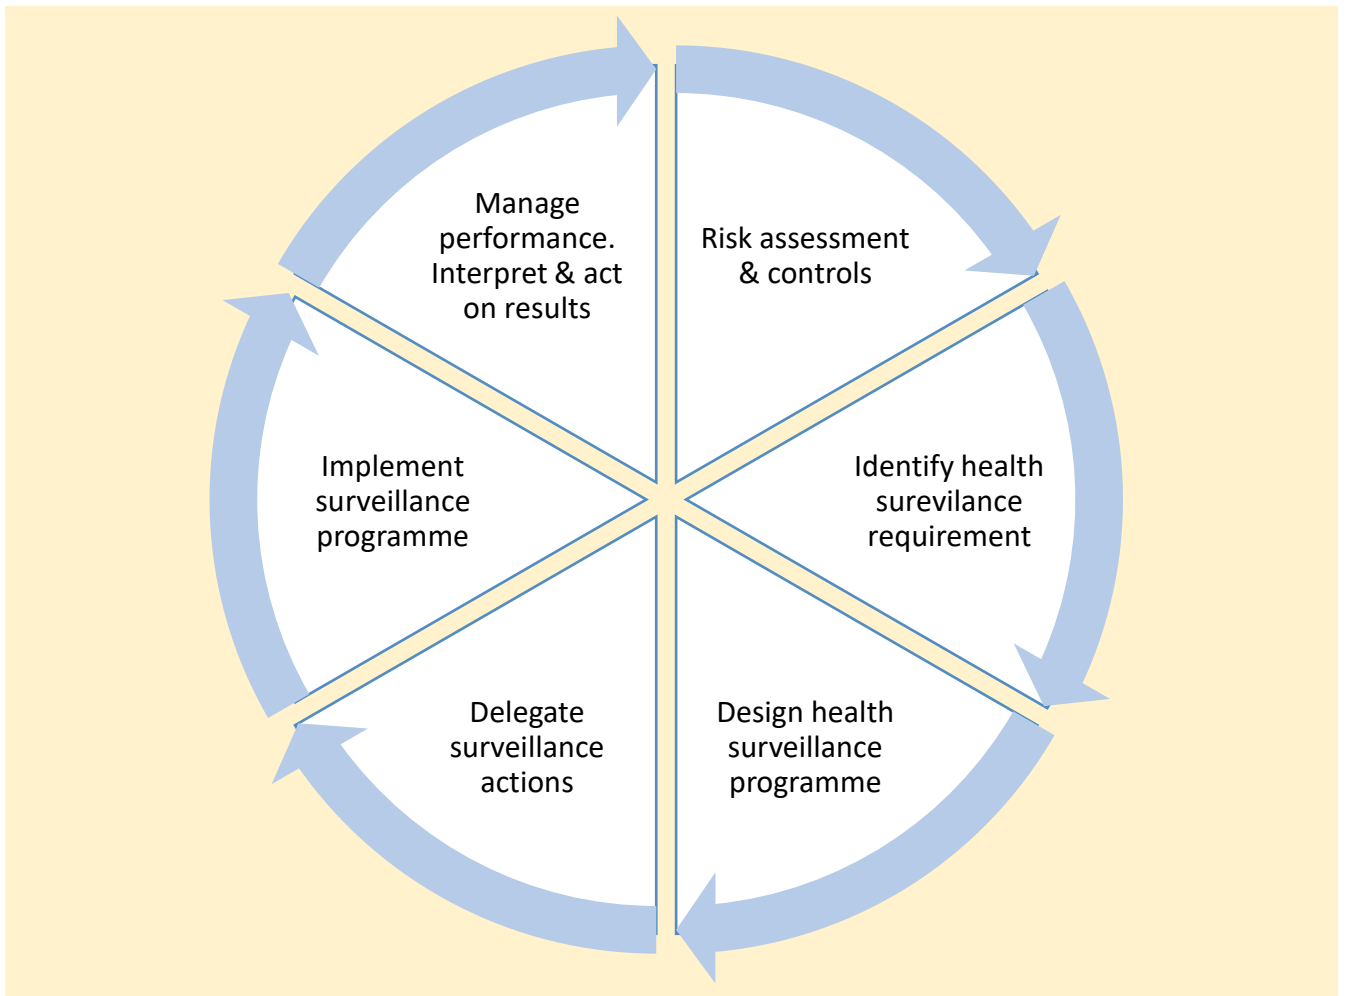 Manage
performance.
Interpret & act
on results
Risk assessment
& controls
Identify health
surevilance
requirement
Design health
surveillance
programme
Delegate
surveillance
actions
Implement
surveillance
programme